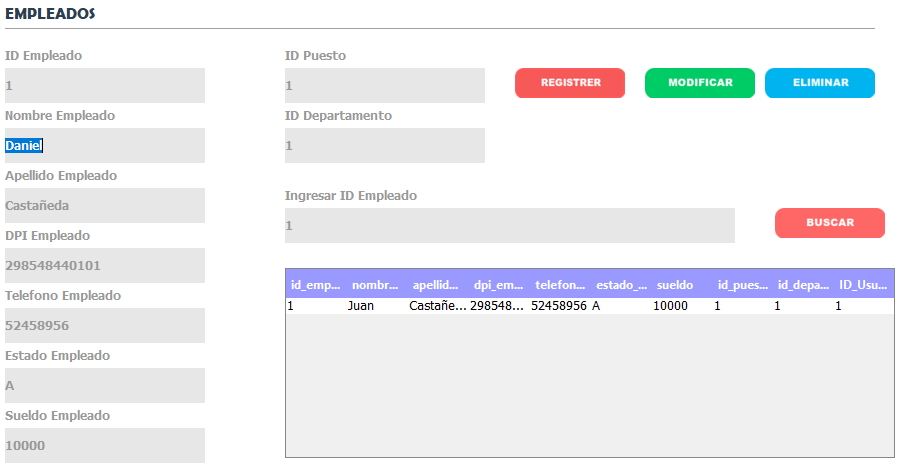 EMPLEADOS
ID Empleado
1
Nombre Empleado
Daniel
Apellido Empleado
Castañeda
DPI Empleado
298548440101
Telefono Empleado
52458956
Estado Empleado
A
Sueldo Empleado
10000
ID Puesto
1
ID Departamento
1
REGISTRER MODIFICAR ELIMINAR
Ingresar ID Empleado
1
BUSCAR
id_emp... nombr... apellid... dpi_em... telefon... estado_... sueldo id_pues... id_depa... ID_Usu...
1 Juan Castañe... 298548... 52458956 A 10000 1 1 1